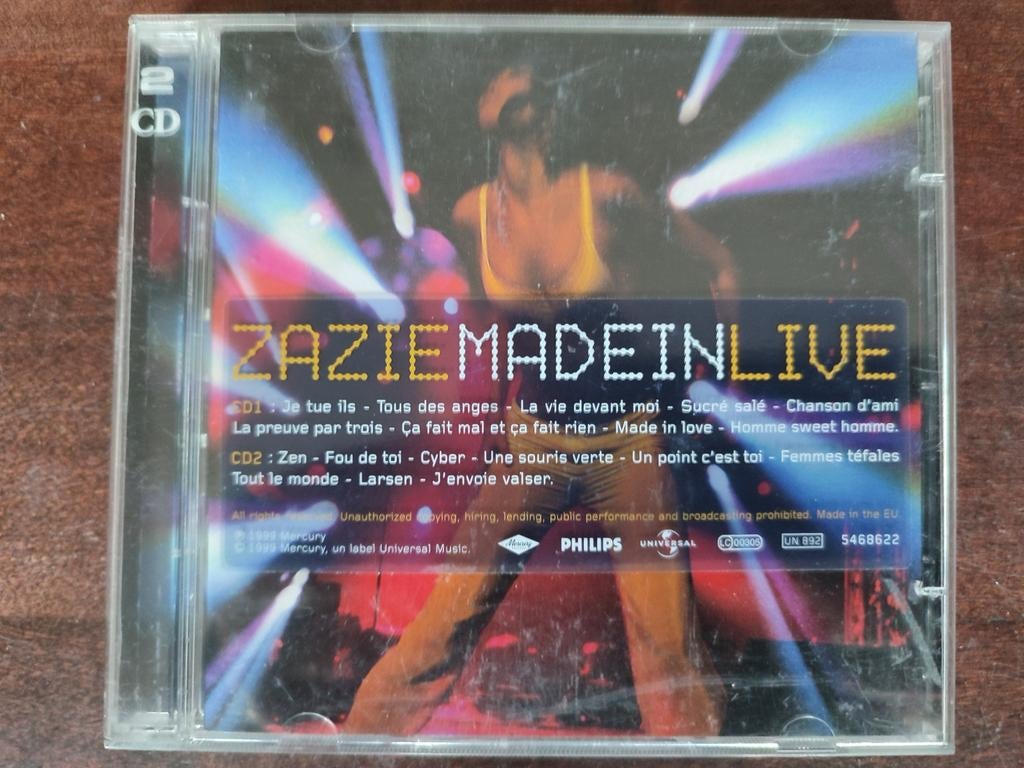 2
CD
ZAZIEMADEINLIVE
CD1 : Je tue ils - Tous des anges - La vie devant moi - Sucré salé - Chanson d'ami
La preuve par trois - Ça fait mal et ça fait rien - Made in love - Homme sweet homme.
CD2 : Zen - Fou de toi - Cyber - Une souris verte - Un point c'est toi - Femmes téfales
Tout le monde - Larsen - J'envoie valser.
All rights reserved. Unauthorized copying, hiring, lending, public performance and broadcasting prohibited. Made in the EU.
℗ 1999 Mercury
© 1999 Mercury, un label Universal Music.
Mercury PHILIPS UNIVERSAL LC00305 UN 892 5468622